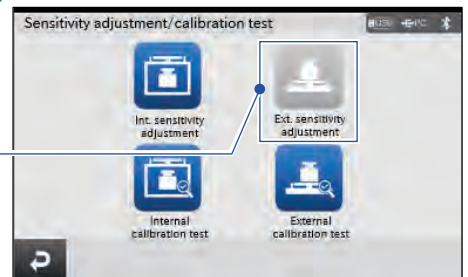 Sensitivity adjustment/calibration test
USB PC
Int. sensitivity
adjustment
Ext. sensitivity
adjustment
Internal
calibration test
External
calibration test